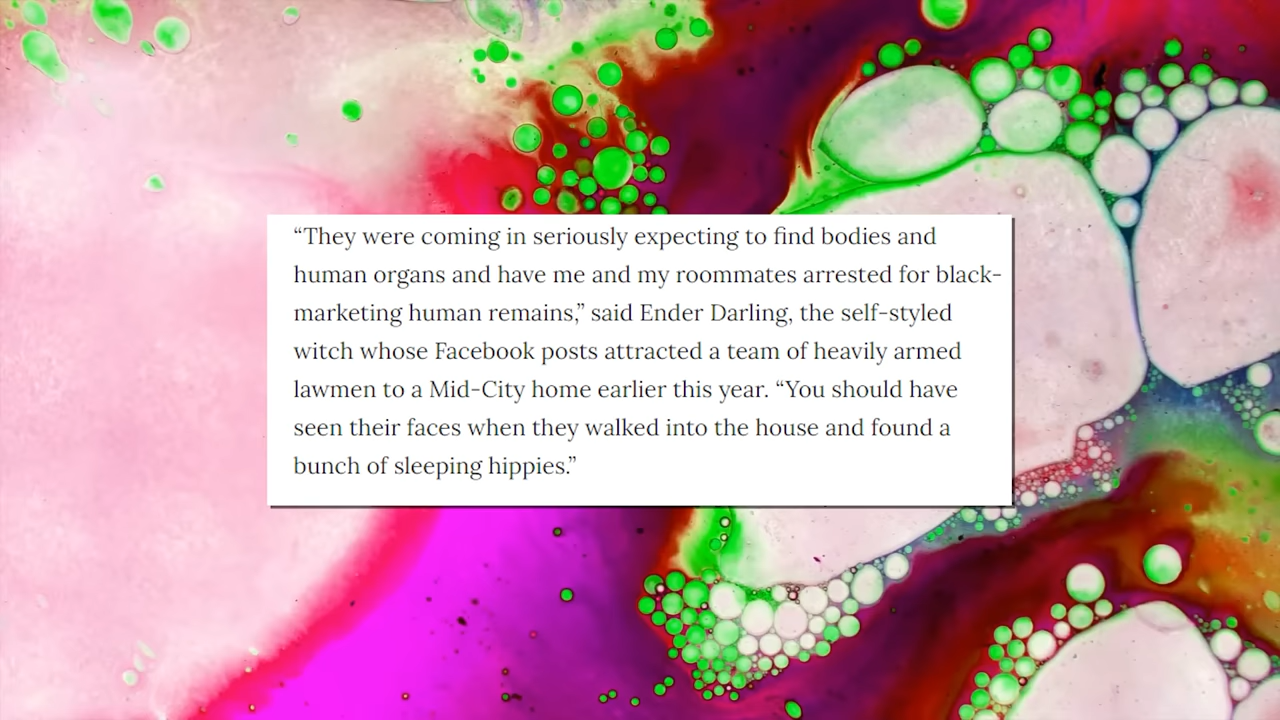 “They were coming in seriously expecting to find bodies and
human organs and have me and my roommates arrested for black-
marketing human remains,” said Ender Darling, the self-styled
witch whose Facebook posts attracted a team of heavily armed
lawmen to a Mid-City home earlier this year. “You should have
seen their faces when they walked into the house and found a
bunch of sleeping hippies.”